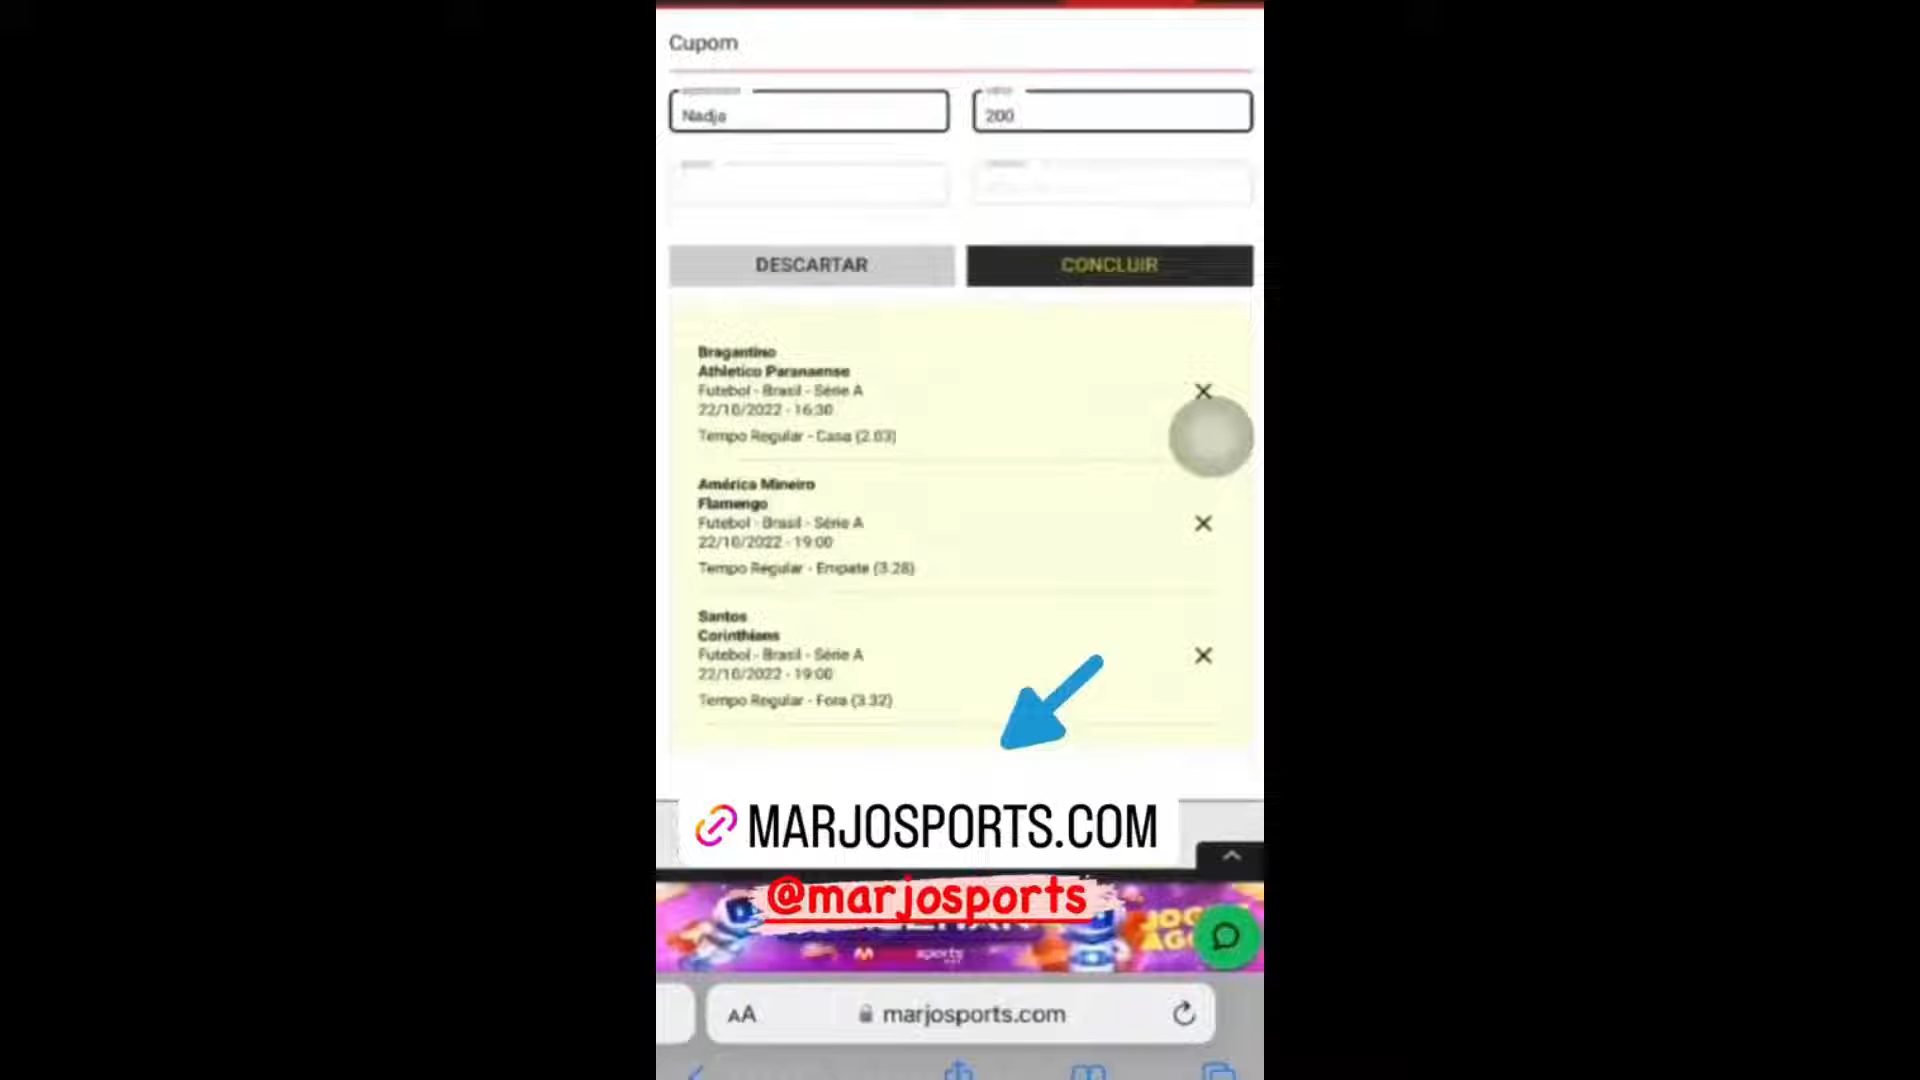 Cupom
Nadja
200
DESCARTAR
CONCLUIR
Bragantino
Athletico Paranaense
Futebol - Brasil - Série A
22/10/2022 - 16:30
Tempo Regular - Casa (2.03)
América Mineiro
Flamengo
Futebol - Brasil - Série A
22/10/2022 - 19:00
Tempo Regular - Empate (3.28)
Santos
Corinthians
Futebol - Brasil - Série A
22/10/2022 - 19:00
Tempo Regular - Fora (3.32)
MARJOSPORTS.COM
@marjosports
sports
AA
marjosports.com